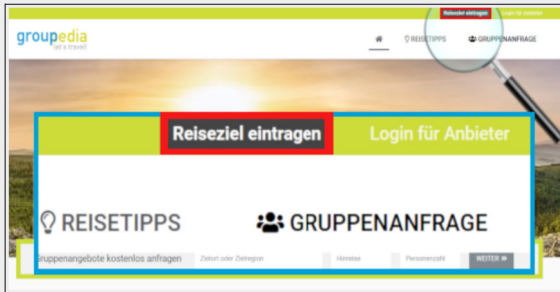 Reiseziel eintragen Login für Anbieter
groupedia
let's travel!
REISETIPPS GRUPPENANFRAGE
Reiseziel eintragen Login für Anbieter
REISETIPPS GRUPPENANFRAGE
Gruppenangebote kostenlos anfragen Zielort oder Zielregion Hinreise Personenzahl WEITER »